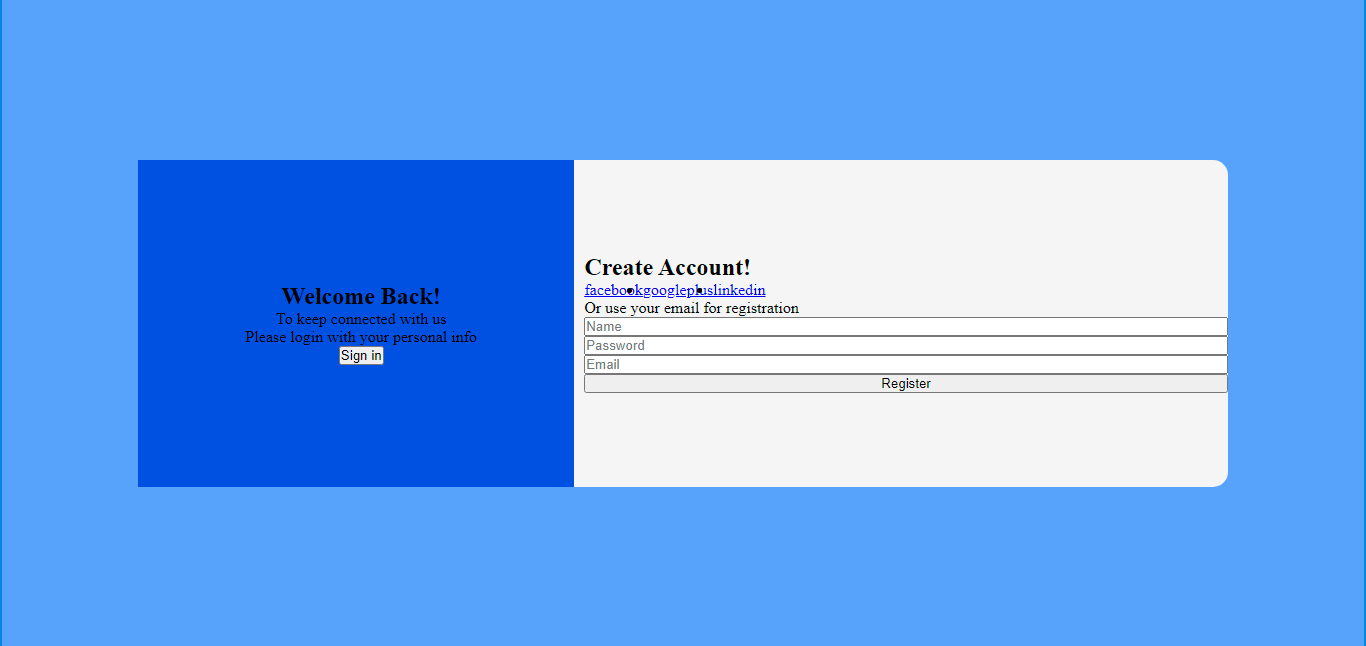 Welcome Back!
To keep connected with us
Please login with your personal info
Sign in
Create Account!
facebookgooglepluslinkedin
Or use your email for registration
Name
Password
Email
Register